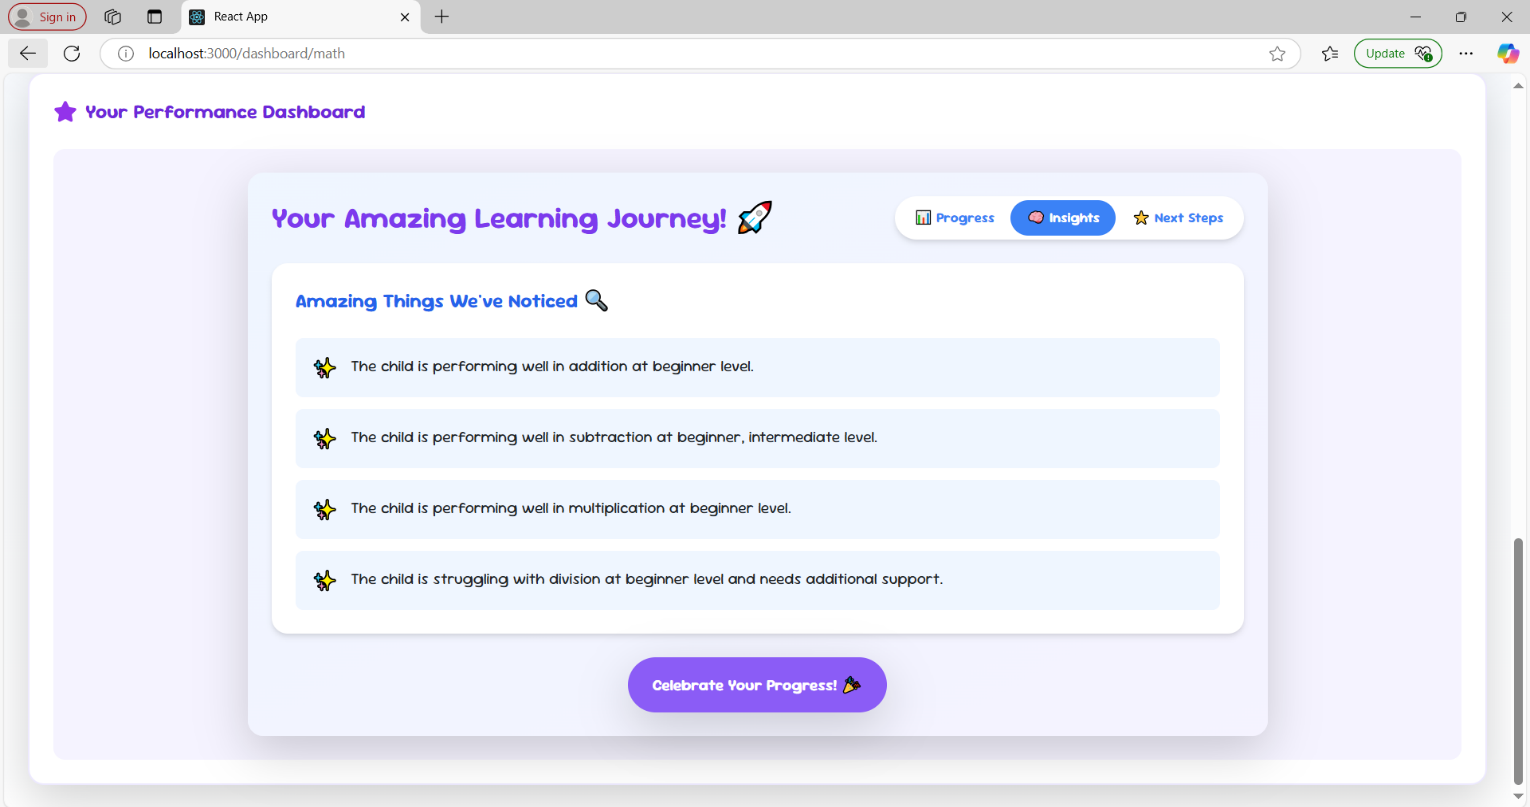 Sign in
React App
localhost:3000/dashboard/math
Update
Your Performance Dashboard
Your Amazing Learning Journey! 🚀
📊 Progress
🧠 Insights
⭐ Next Steps
Amazing Things We've Noticed 🔍
✨ The child is performing well in addition at beginner level.
✨ The child is performing well in subtraction at beginner, intermediate level.
✨ The child is performing well in multiplication at beginner level.
✨ The child is struggling with division at beginner level and needs additional support.
Celebrate Your Progress! 🎉